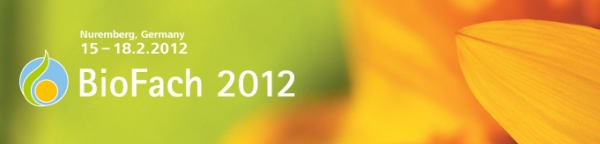 Nuremberg, Germany
15 – 18.2.2012
BioFach 2012